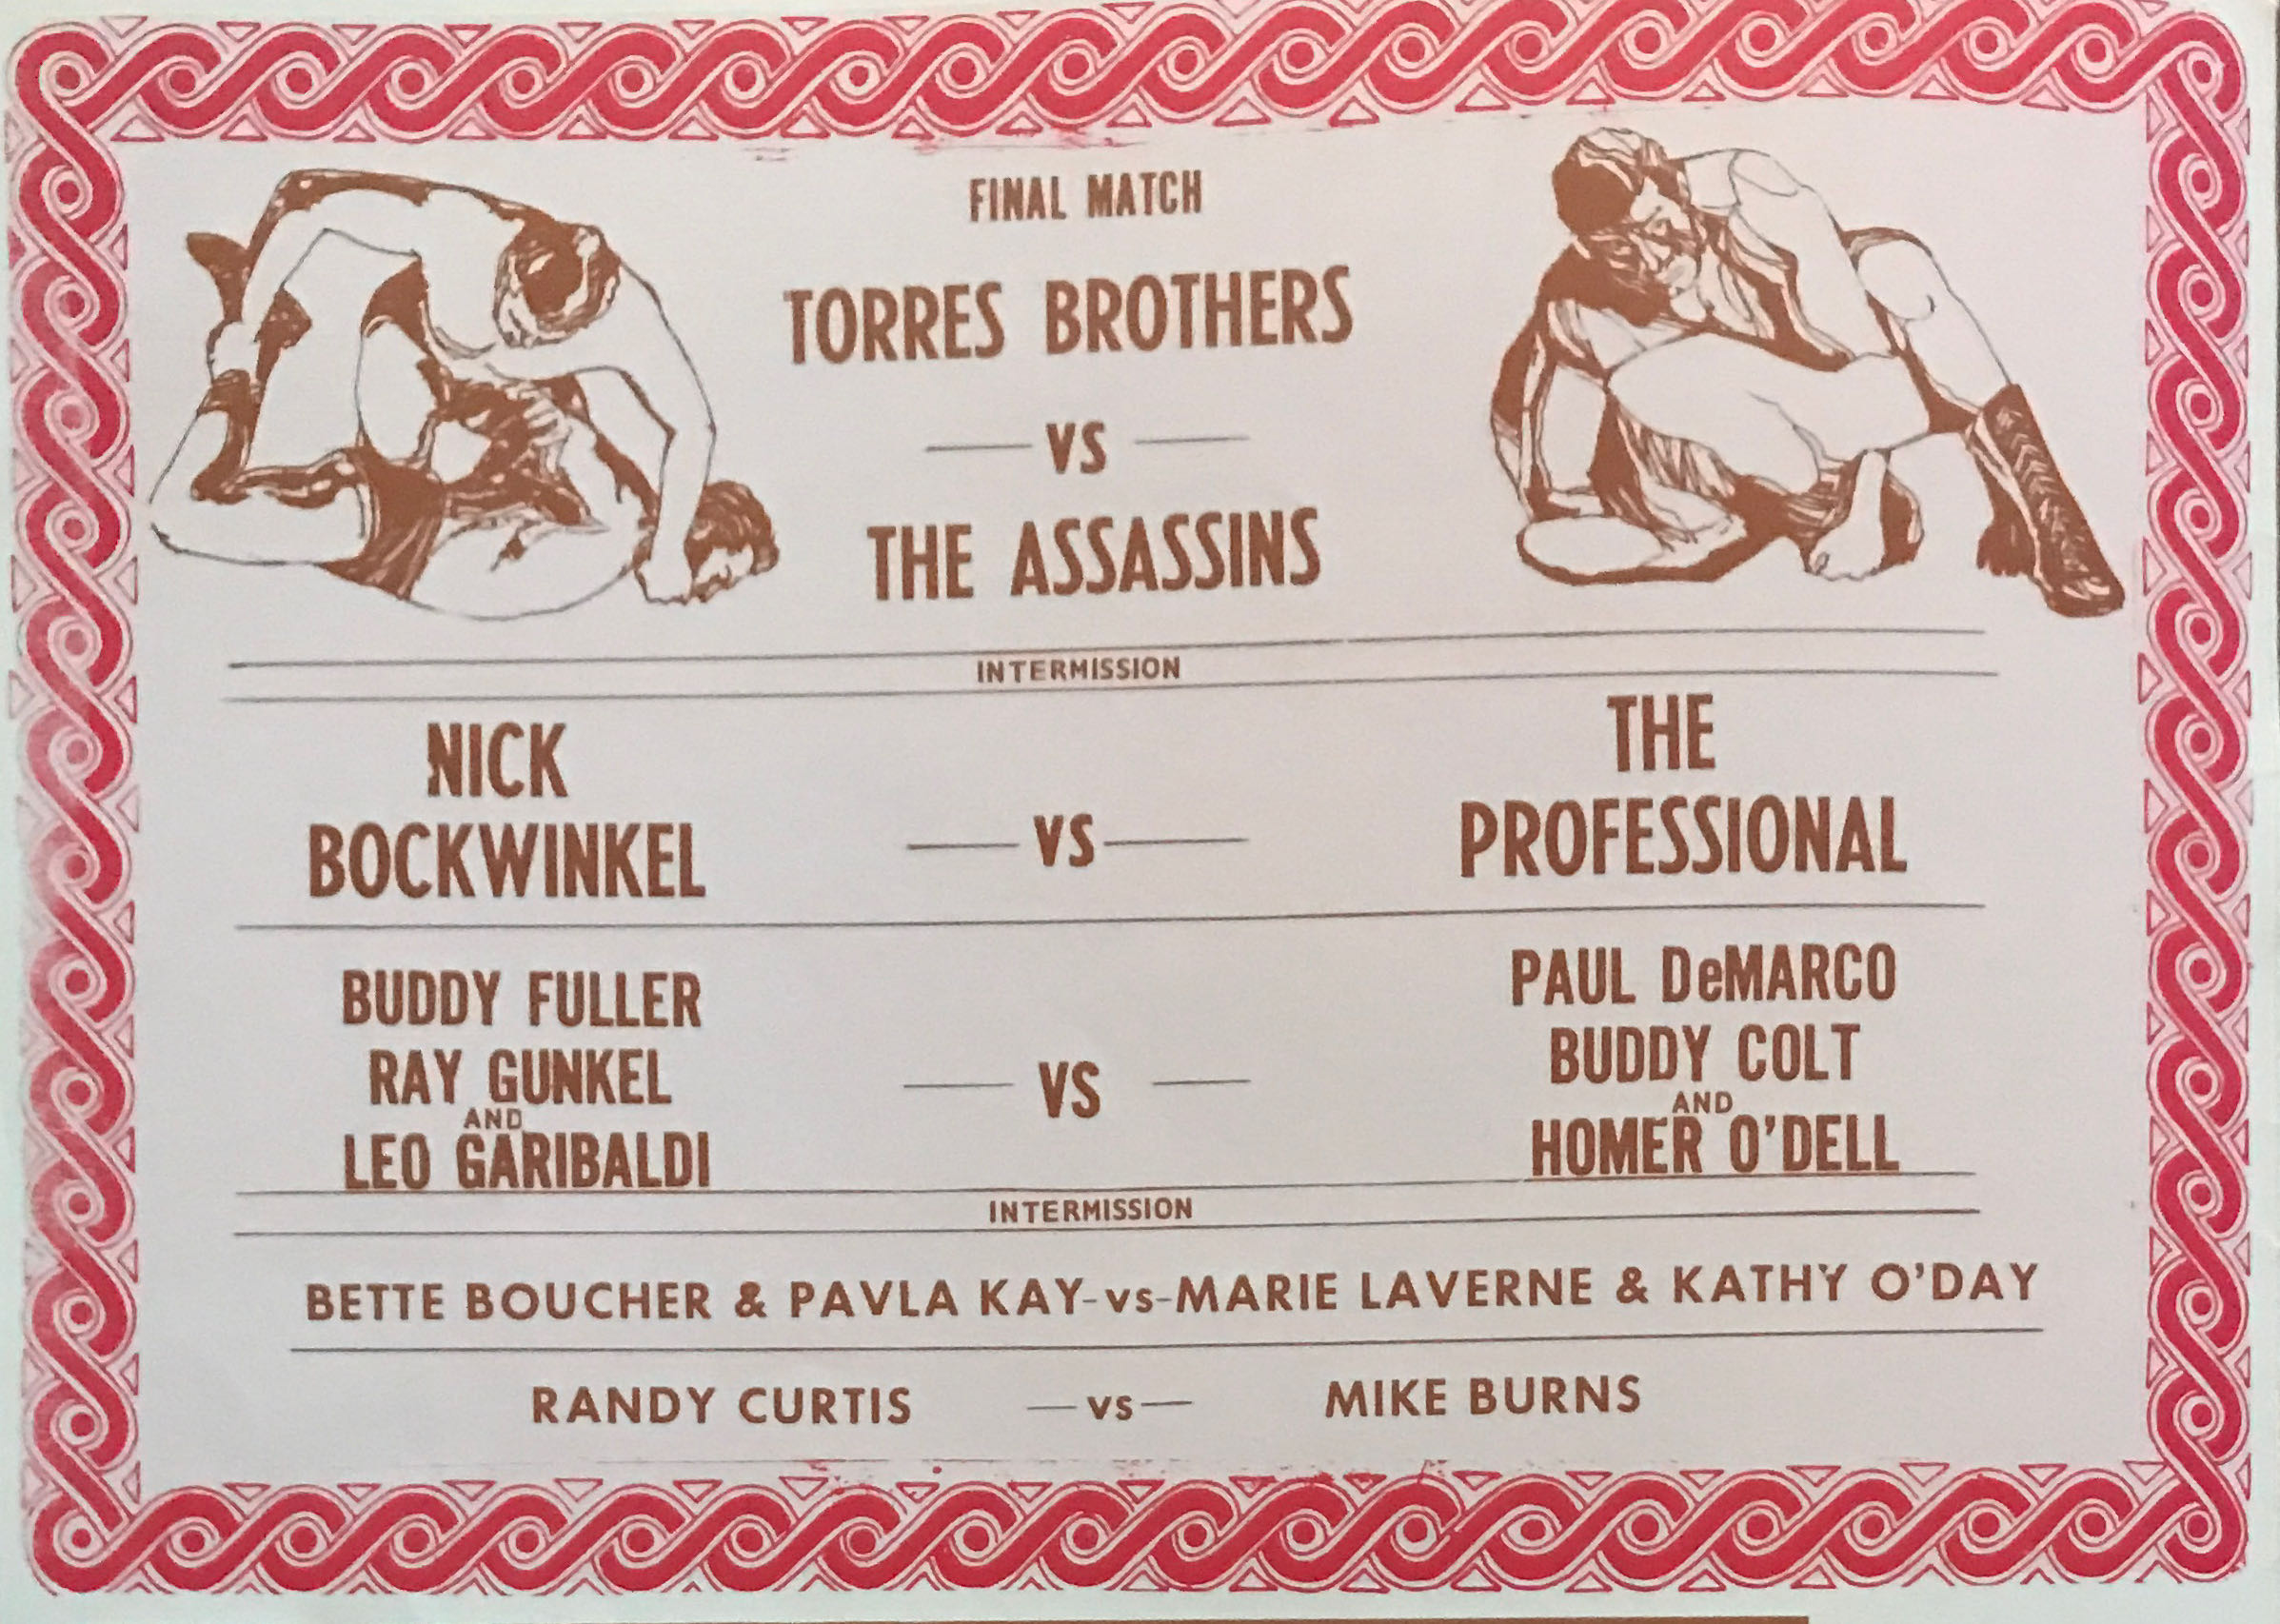 FINAL MATCH
TORRES BROTHERS
VS
THE ASSASSINS
INTERMISSION
NICK
BOCKWINKEL
VS
THE
PROFESSIONAL
BUDDY FULLER
RAY GUNKEL
AND
LEO GARIBALDI
VS
PAUL DeMARCO
BUDDY COLT
AND
HOMER O'DELL
INTERMISSION
BETTE BOUCHER & PAVLA KAY-vs-MARIE LAVERNE & KATHY O'DAY
RANDY CURTIS —vs— MIKE BURNS